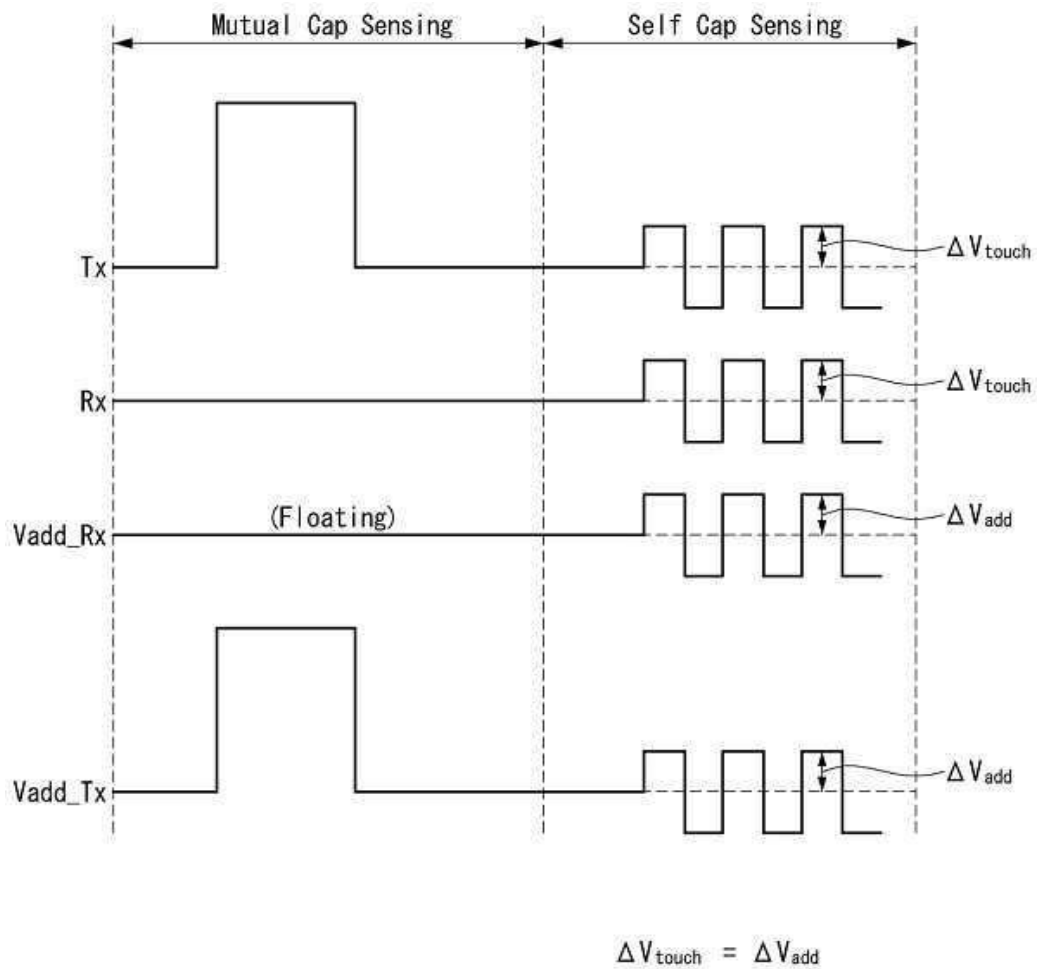 Mutual Cap Sensing
Self Cap Sensing
Tx
ΔVtouch
Rx
ΔVtouch
Vadd_Rx
(Floating)
ΔVadd
Vadd_Tx
ΔVadd
ΔVtouch = ΔVadd